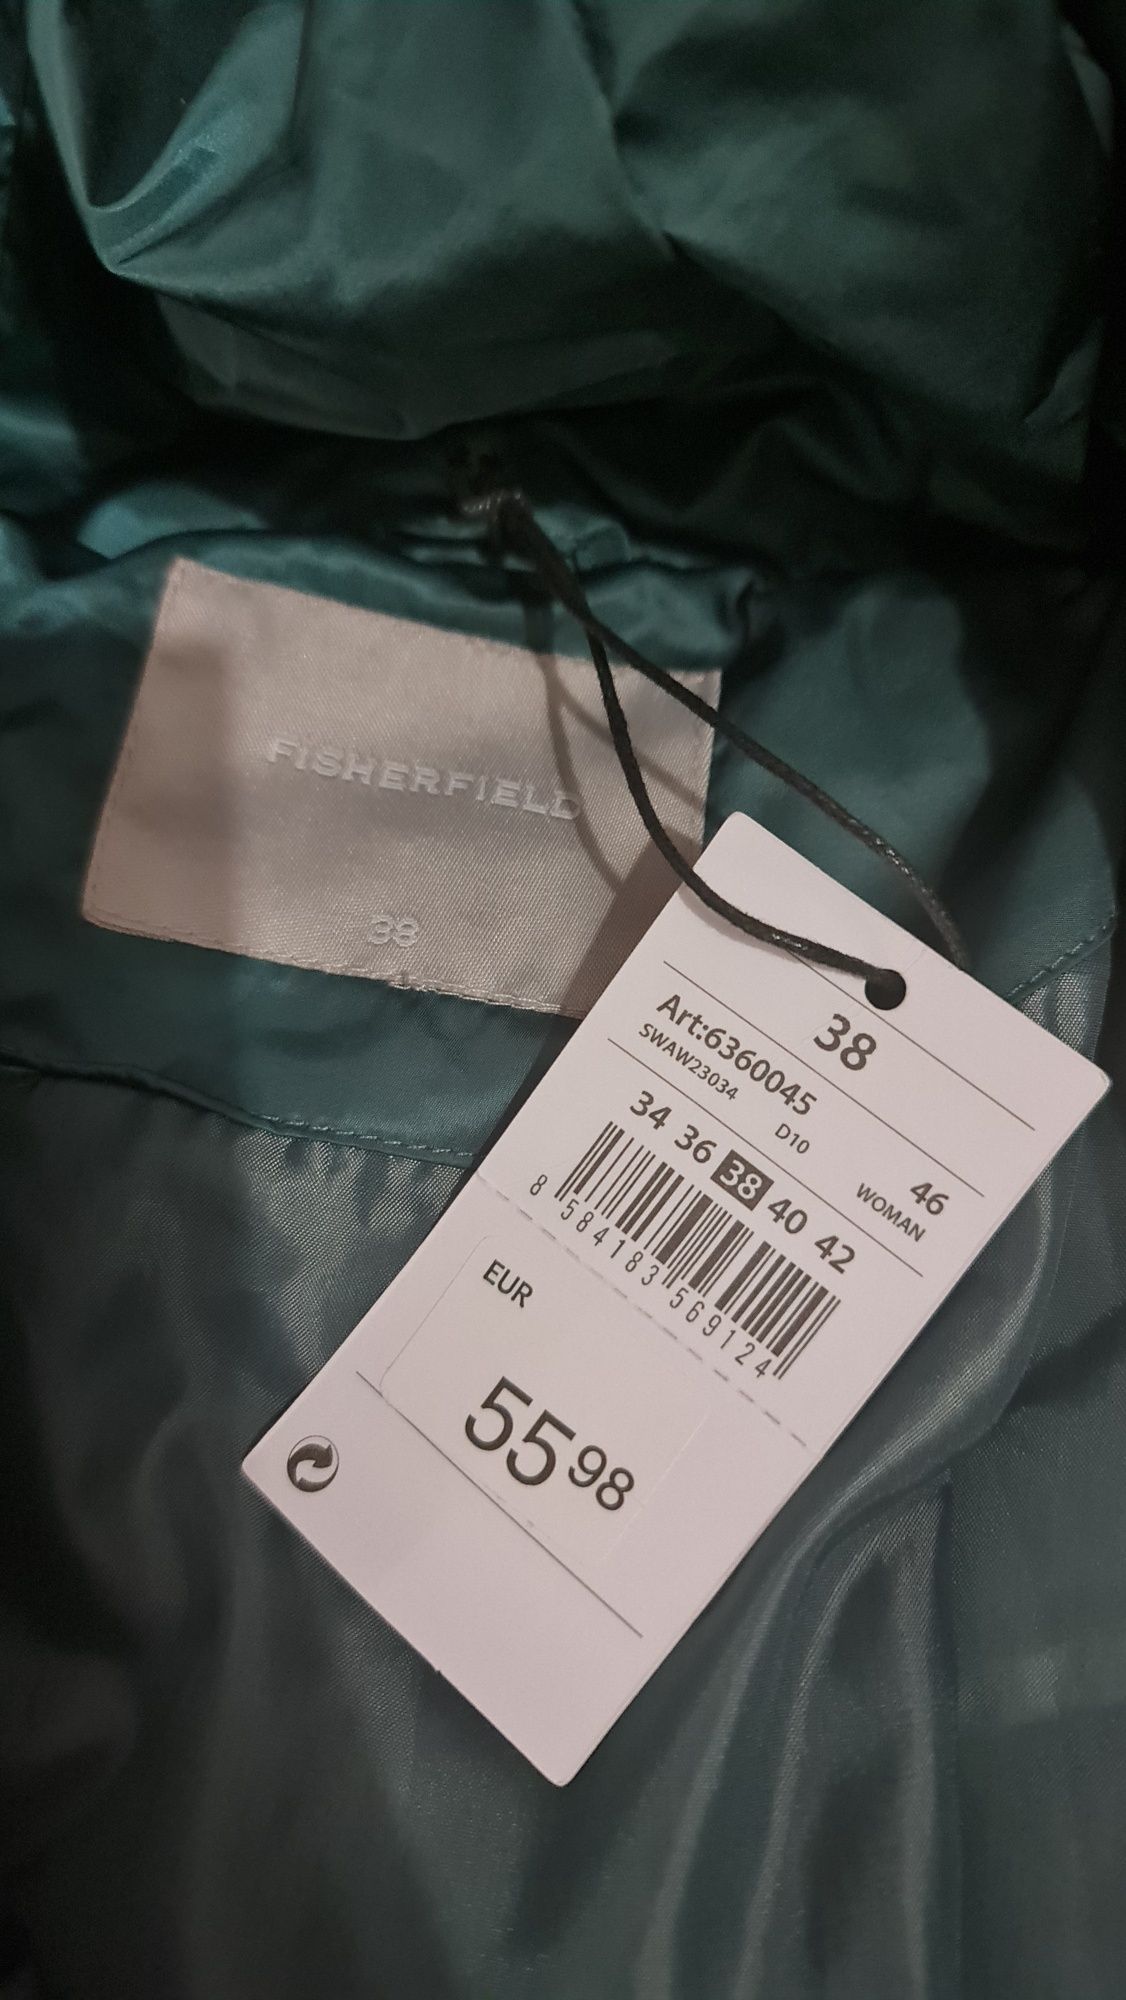 FISHERFIELD
38
38
Art:6360045
SWAW23034 D10
46
WOMAN
34 36 38 40 42
8 584183 569124
EUR
55 98